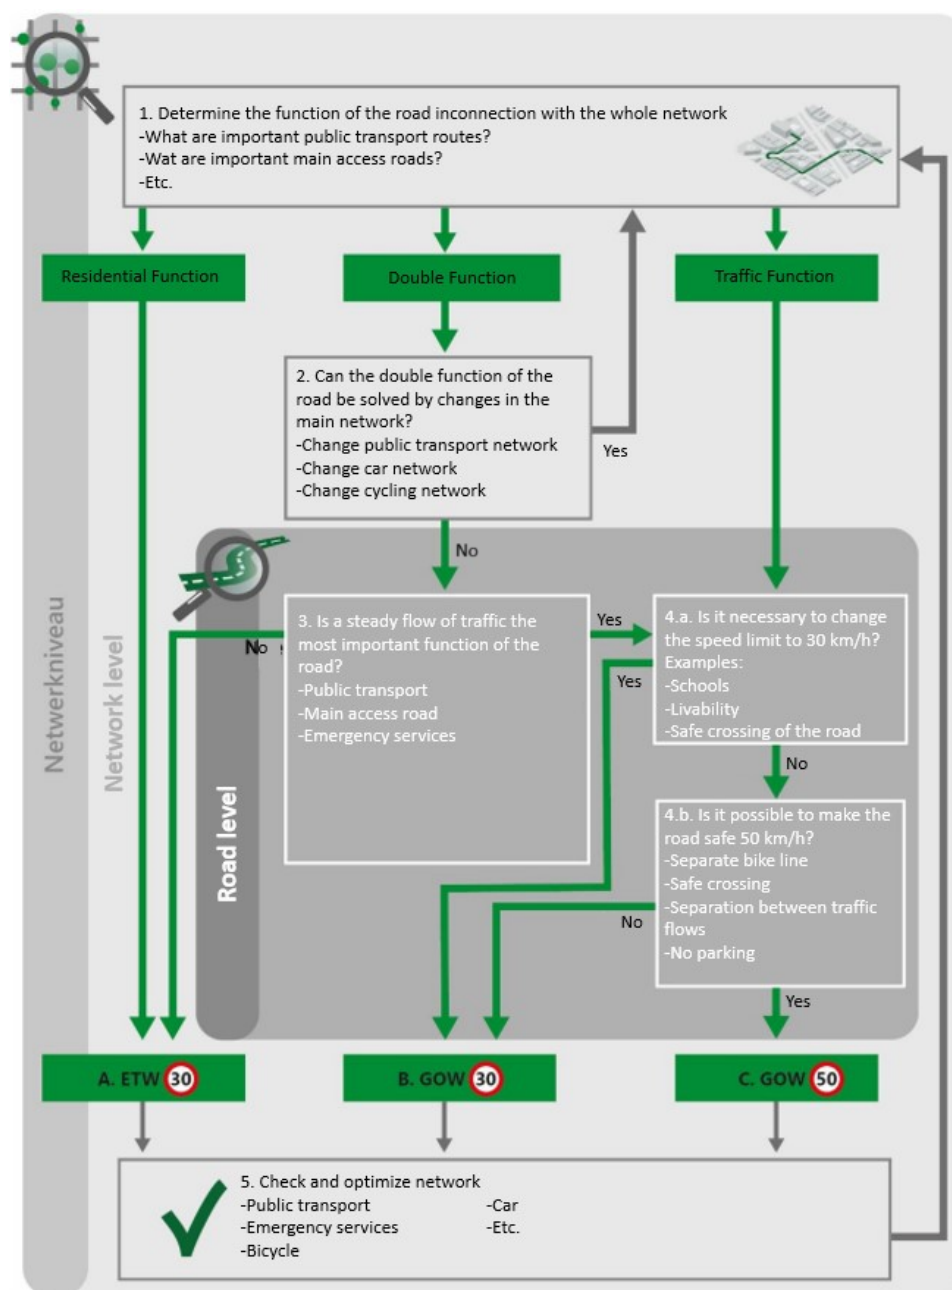 1. Determine the function of the road inconnection with the whole network
-What are important public transport routes?
-Wat are important main access roads?
-Etc.
Residential Function
Double Function
Traffic Function
2. Can the double function of the
road be solved by changes in the
main network?
-Change public transport network
-Change car network
-Change cycling network
Yes
No
Netwerkniveau
Network level
Road level
3. Is a steady flow of traffic the
most important function of the
road?
-Public transport
-Main access road
-Emergency services
No
Yes
4.a. Is it necessary to change
the speed limit to 30 km/h?
Examples:
-Schools
-Livability
-Safe crossing of the road
Yes
No
4.b. Is it possible to make the
road safe 50 km/h?
-Separate bike line
-Safe crossing
-Separation between traffic
flows
-No parking
No
Yes
A. ETW 30
B. GOW 30
C. GOW 50
5. Check and optimize network
-Public transport
-Emergency services
-Bicycle
-Car
-Etc.